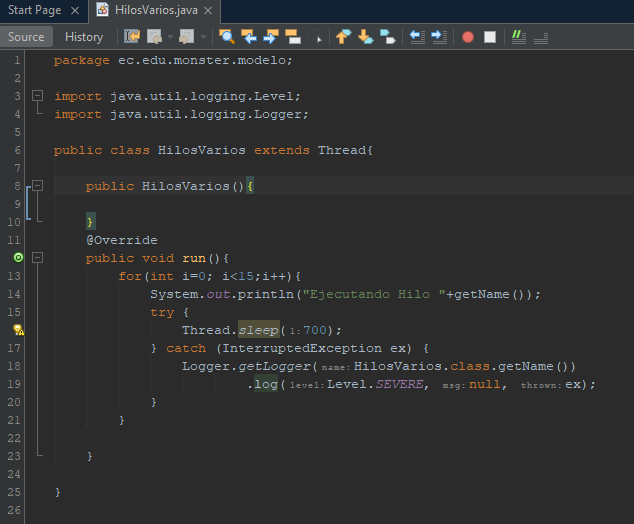 Start Page × HilosVarios.java ×
Source History
1 package ec.edu.monster.modelo;
2
3 import java.util.logging.Level;
4 import java.util.logging.Logger;
5
6 public class HilosVarios extends Thread{
7
8 public HilosVarios(){
9
10 }
11 @Override
public void run(){
13 for(int i=0; i<15;i++){
14 System.out.println("Ejecutando Hilo "+getName());
15 try {
Thread.sleep(l:700);
17 } catch (InterruptedException ex) {
18 Logger.getLogger(name:HilosVarios.class.getName())
19 .log(level:Level.SEVERE, msg:null, thrown:ex);
20 }
21 }
22
23 }
24
25 }
26